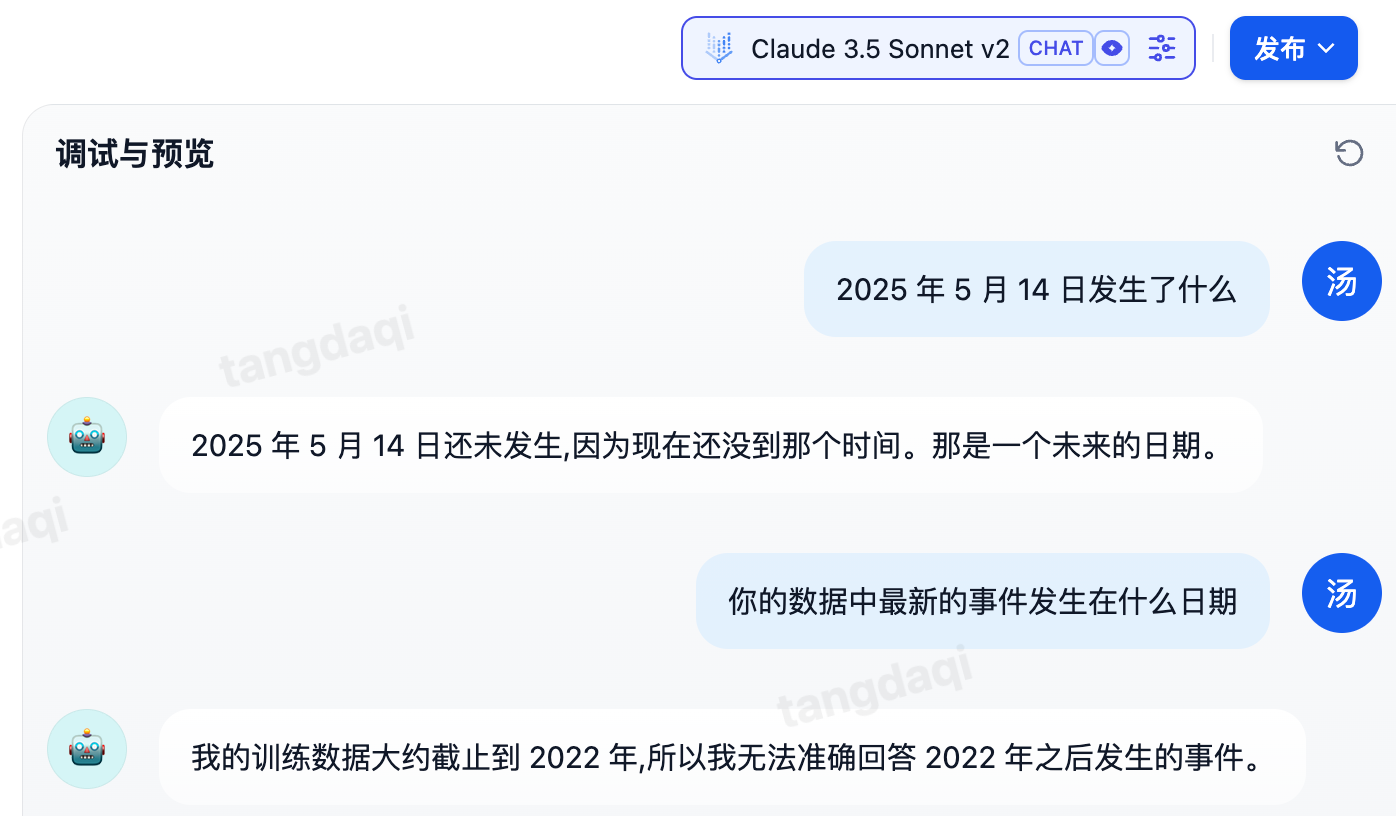 Claude 3.5 Sonnet v2 CHAT
发布
调试与预览
2025 年 5 月 14 日发生了什么
汤
tangdaqi
2025 年 5 月 14 日还未发生,因为现在还没到那个时间。那是一个未来的日期。
aqi
你的数据中最新的事件发生在什么日期
汤
tangdaqi
我的训练数据大约截止到 2022 年,所以我无法准确回答 2022 年之后发生的事件。